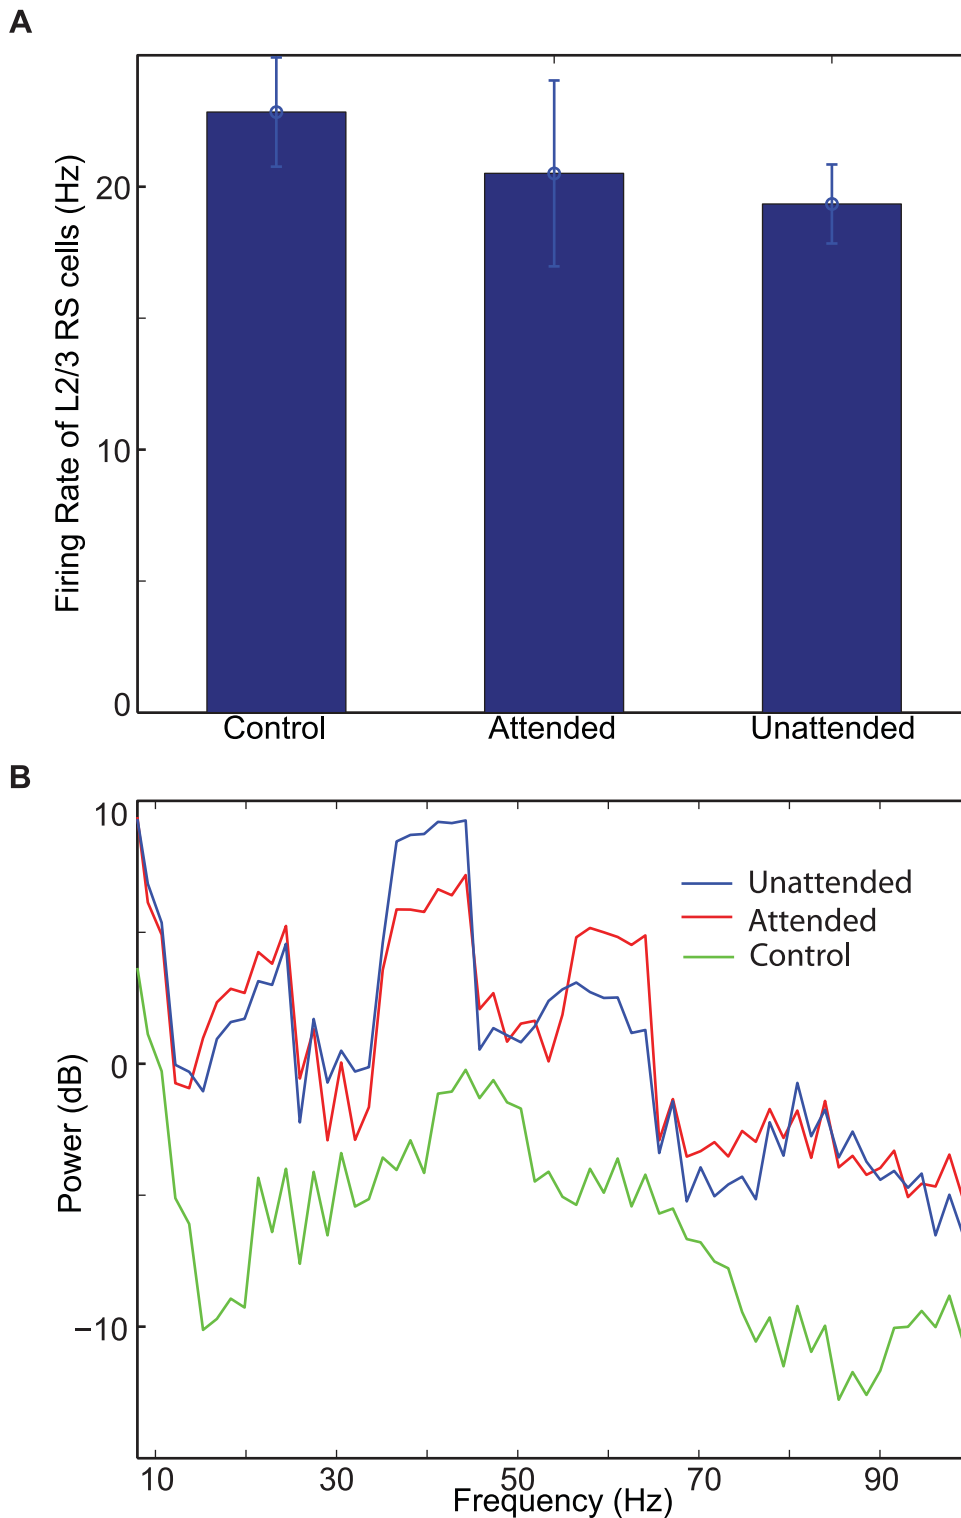 A
Firing Rate of L2/3 RS cells (Hz)
20
10
0
Control Attended Unattended
B
Power (dB)
10
0
−10
Unattended
Attended
Control
10 30 50 70 90
Frequency (Hz)